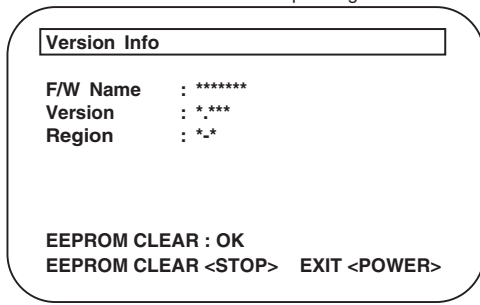 Version Info
F/W Name : *******
Version : *.***
Region : *-*
EEPROM CLEAR : OK
EEPROM CLEAR <STOP> EXIT <POWER>